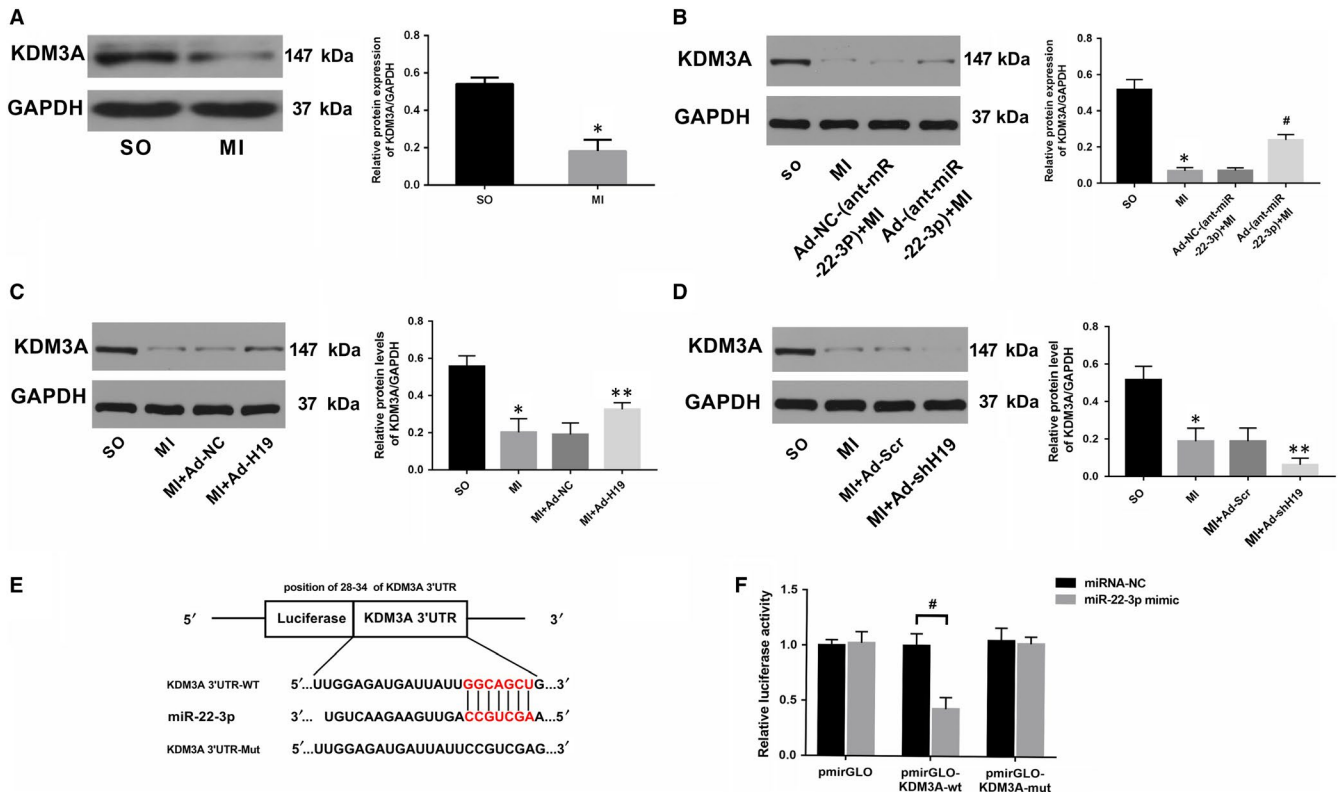 A
KDM3A
147 kDa
GAPDH
37 kDa
SO MI
Relative protein expression
of KDM3A/GAPDH
0.8
0.6
0.4
0.2
0.0
*
SO MI
B
KDM3A
147 kDa
GAPDH
37 kDa
SO
MI
Ad-NC-(ant-mR
-22-3P)+MI
Ad-(ant-miR
-22-3p)+MI
Relative protein expression
of KDM3A/GAPDH
0.8
0.6
0.4
0.2
0.0
*
#
SO
MI
Ad-NC-(ant-miR
-22-3p)+MI
Ad-(ant-miR
-22-3p)+MI
C
KDM3A
147 kDa
GAPDH
37 kDa
SO
MI
MI+Ad-NC
MI+Ad-H19
Relative protein levels
of KDM3A/GAPDH
0.8
0.6
0.4
0.2
0.0
*
**
SO
MI
MI+Ad-NC
MI+Ad-H19
D
KDM3A
147 kDa
GAPDH
37 kDa
SO
MI
MI+Ad-Scr
MI+Ad-shH19
Relative protein level
of KDM3A/GAPDH
0.8
0.6
0.4
0.2
0.0
*
**
SO
MI
MI+Ad-Scr
MI+Ad-shH19
E
position of 28-34 of KDM3A 3'UTR
5′ Luciferase KDM3A 3'UTR 3′
KDM3A 3'UTR-WT 5′...UUGGAGAUGAUUAUUGGCAGCUG...3′
miR-22-3p 3′... UGUCAAGAAGUUGACCGUCGAA...5′
KDM3A 3'UTR-Mut 5′...UUGGAGAUGAUUAUUCCGUCGAG...3′
F
miRNA-NC
miR-22-3p mimic
Relative luciferase activity
1.5
1.0
0.5
0.0
#
pmirGLO
pmirGLO-
KDM3A-wt
pmirGLO-
KDM3A-mut